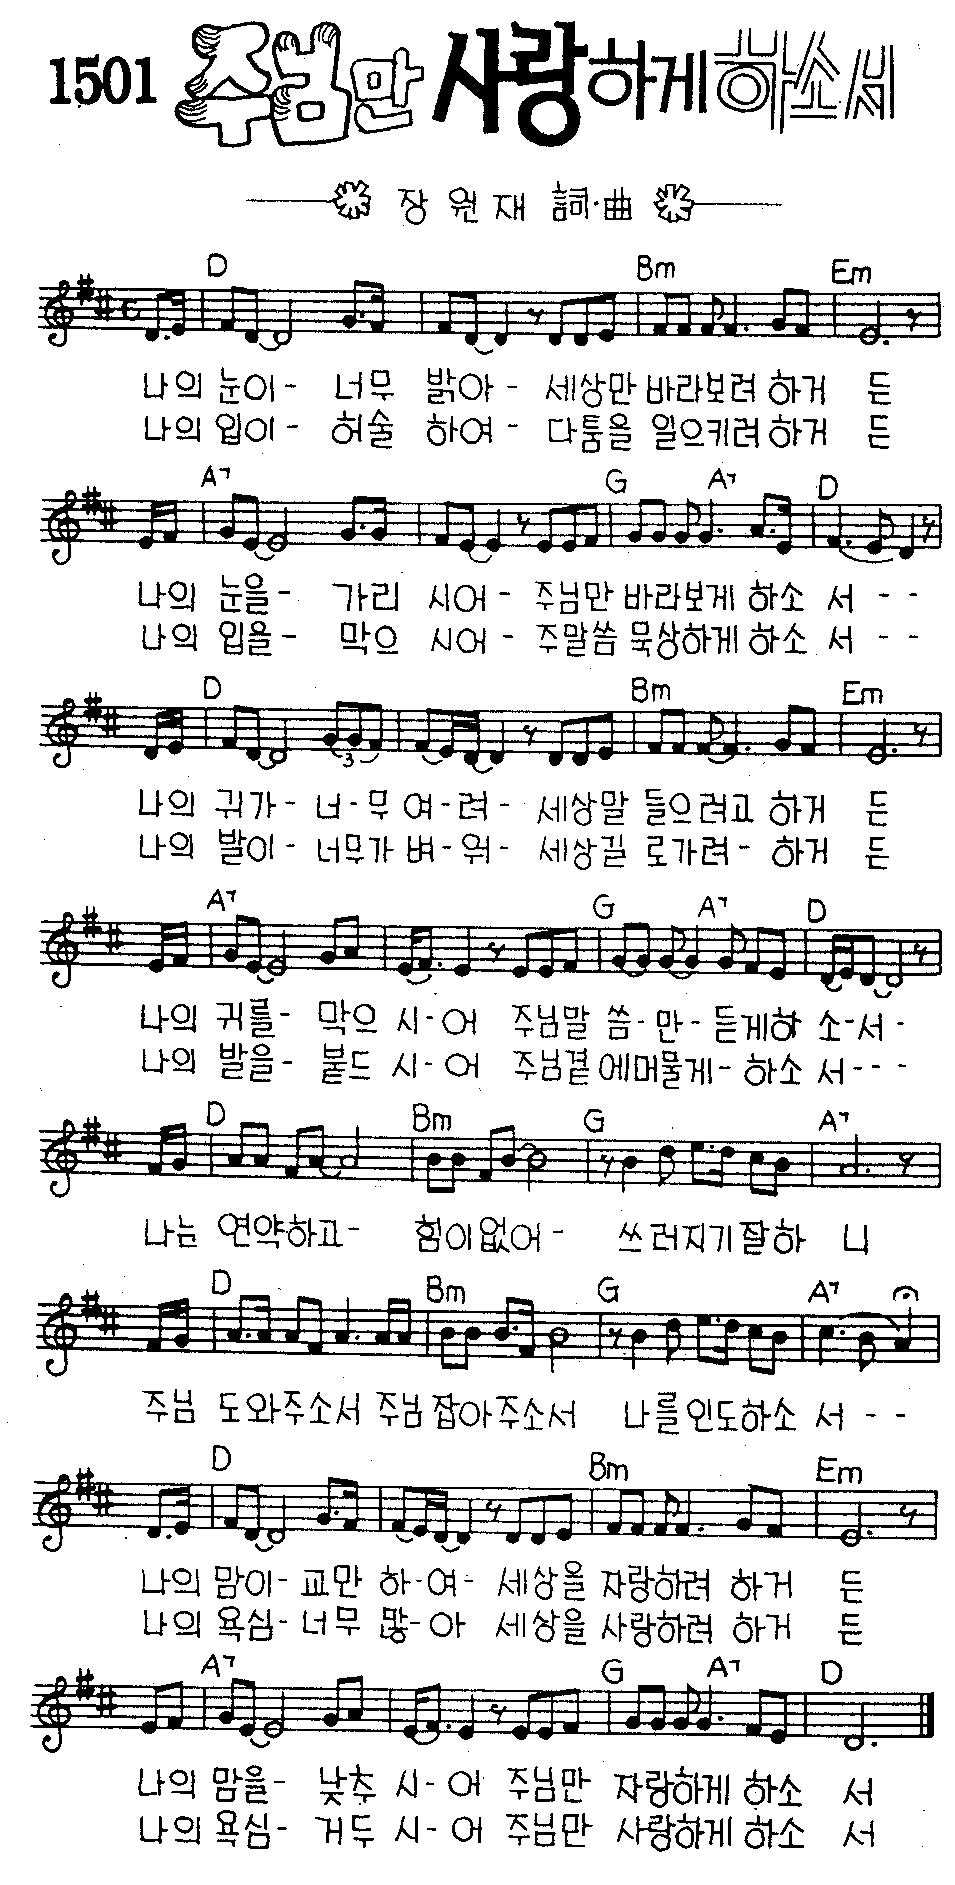 1501 주님만 사랑하게 하소서
장 원 재 詞·曲
D Bm Em
나의 눈이- 너무 밝아- 세상만 바라보려 하거 든
나의 입이- 허술 하여- 다툼을 일으키려 하거 든
A7 G A7 D
나의 눈을- 가리 시어- 주님만 바라보게 하소 서--
나의 입을- 막으 시어- 주말씀 묵상하게 하소 서--
D Bm Em
3
나의 귀가- 너-무 여-려- 세상말 들으려고 하거 든
나의 발이- 너무가 벼-워- 세상길 로가려- 하거 든
A7 G A7 D
나의 귀를- 막으 시-어 주님말 씀-만-듣게하 소-서-
나의 발을- 붙드 시-어 주님곁 에머물게- 하소 서---
D Bm G A7
나는 연약하고- 힘이없어- 쓰러지기잘하 니
D Bm G A7
주님 도와주소서 주님 잡아주소서 나를인도하소 서--
D Bm Em
나의 맘이- 교만 하-여- 세상을 자랑하려 하거 든
나의 욕심- 너무 많-아 세상을 사랑하려 하거 든
A7 G A7 D
나의 맘을- 낮추 시-어 주님만 자랑하게 하소 서
나의 욕심- 거두 시-어 주님만 사랑하게 하소 서